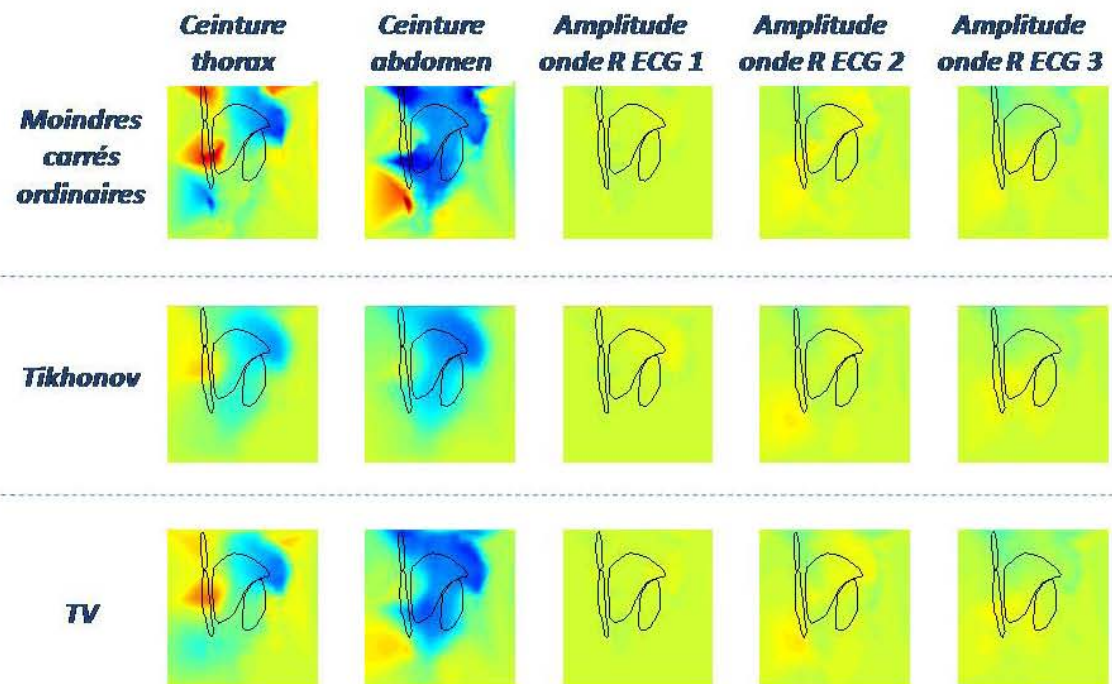 Ceinture
thorax
Ceinture
abdomen
Amplitude
onde R ECG 1
Amplitude
onde R ECG 2
Amplitude
onde R ECG 3
Moindres
carrés
ordinaires
Tikhonov
TV